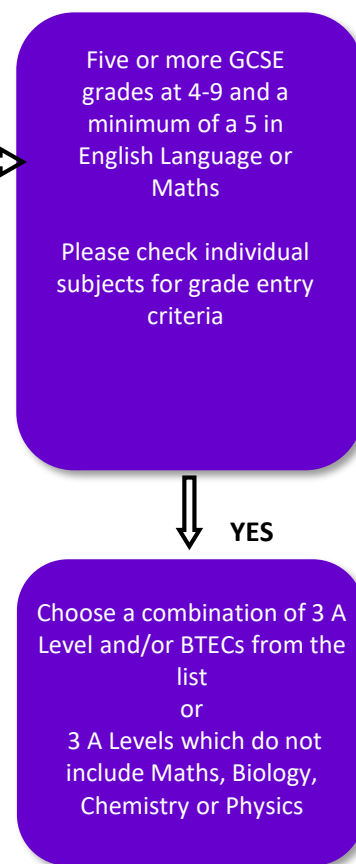 Five or more GCSE
grades at 4-9 and a
minimum of a 5 in
English Language or
Maths
Please check individual
subjects for grade entry
criteria
YES
Choose a combination of 3 A
Level and/or BTECs from the
list
or
3 A Levels which do not
include Maths, Biology,
Chemistry or Physics